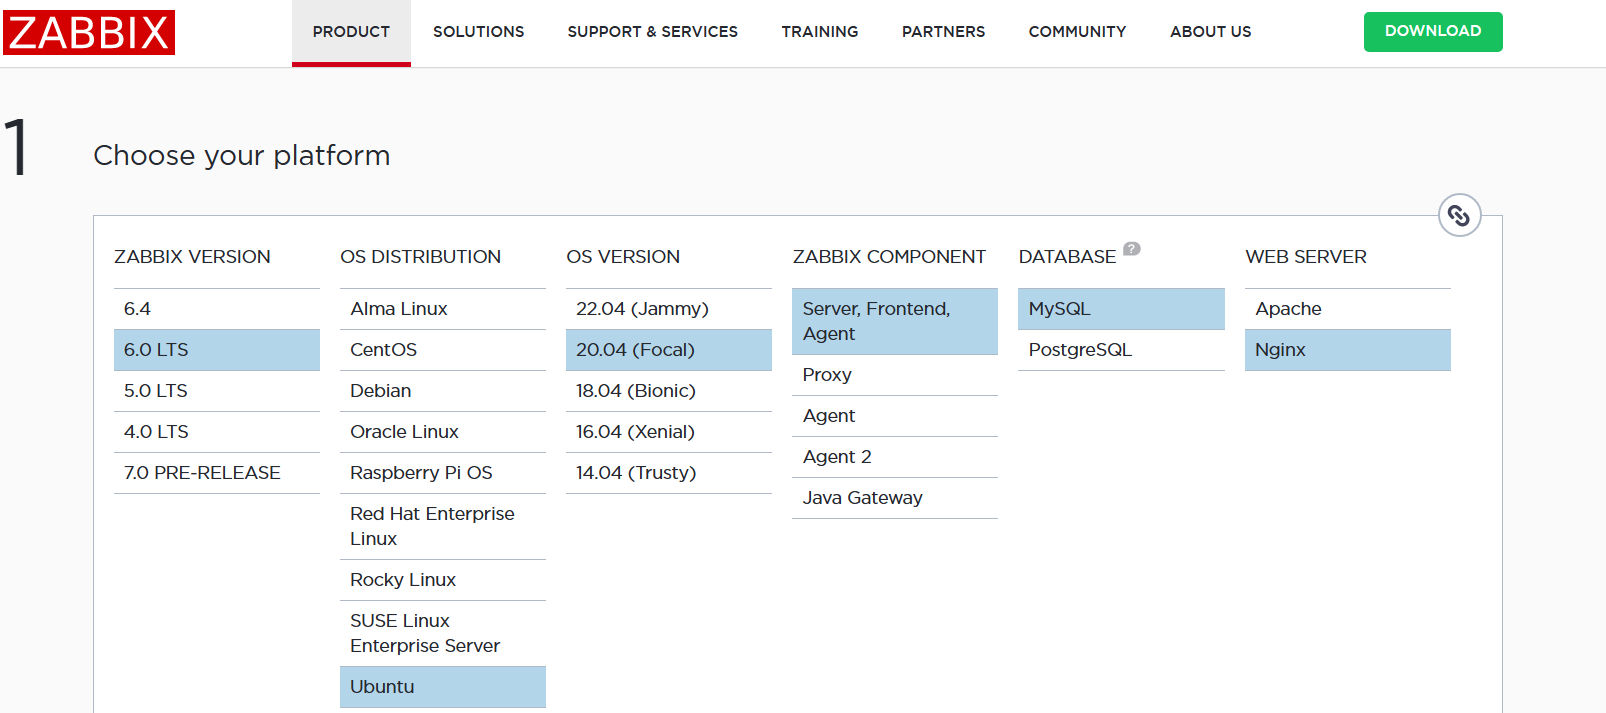 ZABBIX
PRODUCT
SOLUTIONS
SUPPORT & SERVICES
TRAINING
PARTNERS
COMMUNITY
ABOUT US
DOWNLOAD
1
Choose your platform
ZABBIX VERSION
6.4
6.0 LTS
5.0 LTS
4.0 LTS
7.0 PRE-RELEASE
OS DISTRIBUTION
Alma Linux
CentOS
Debian
Oracle Linux
Raspberry Pi OS
Red Hat Enterprise
Linux
Rocky Linux
SUSE Linux
Enterprise Server
Ubuntu
OS VERSION
22.04 (Jammy)
20.04 (Focal)
18.04 (Bionic)
16.04 (Xenial)
14.04 (Trusty)
ZABBIX COMPONENT
Server, Frontend,
Agent
Proxy
Agent
Agent 2
Java Gateway
DATABASE ?
MySQL
PostgreSQL
WEB SERVER
Apache
Nginx